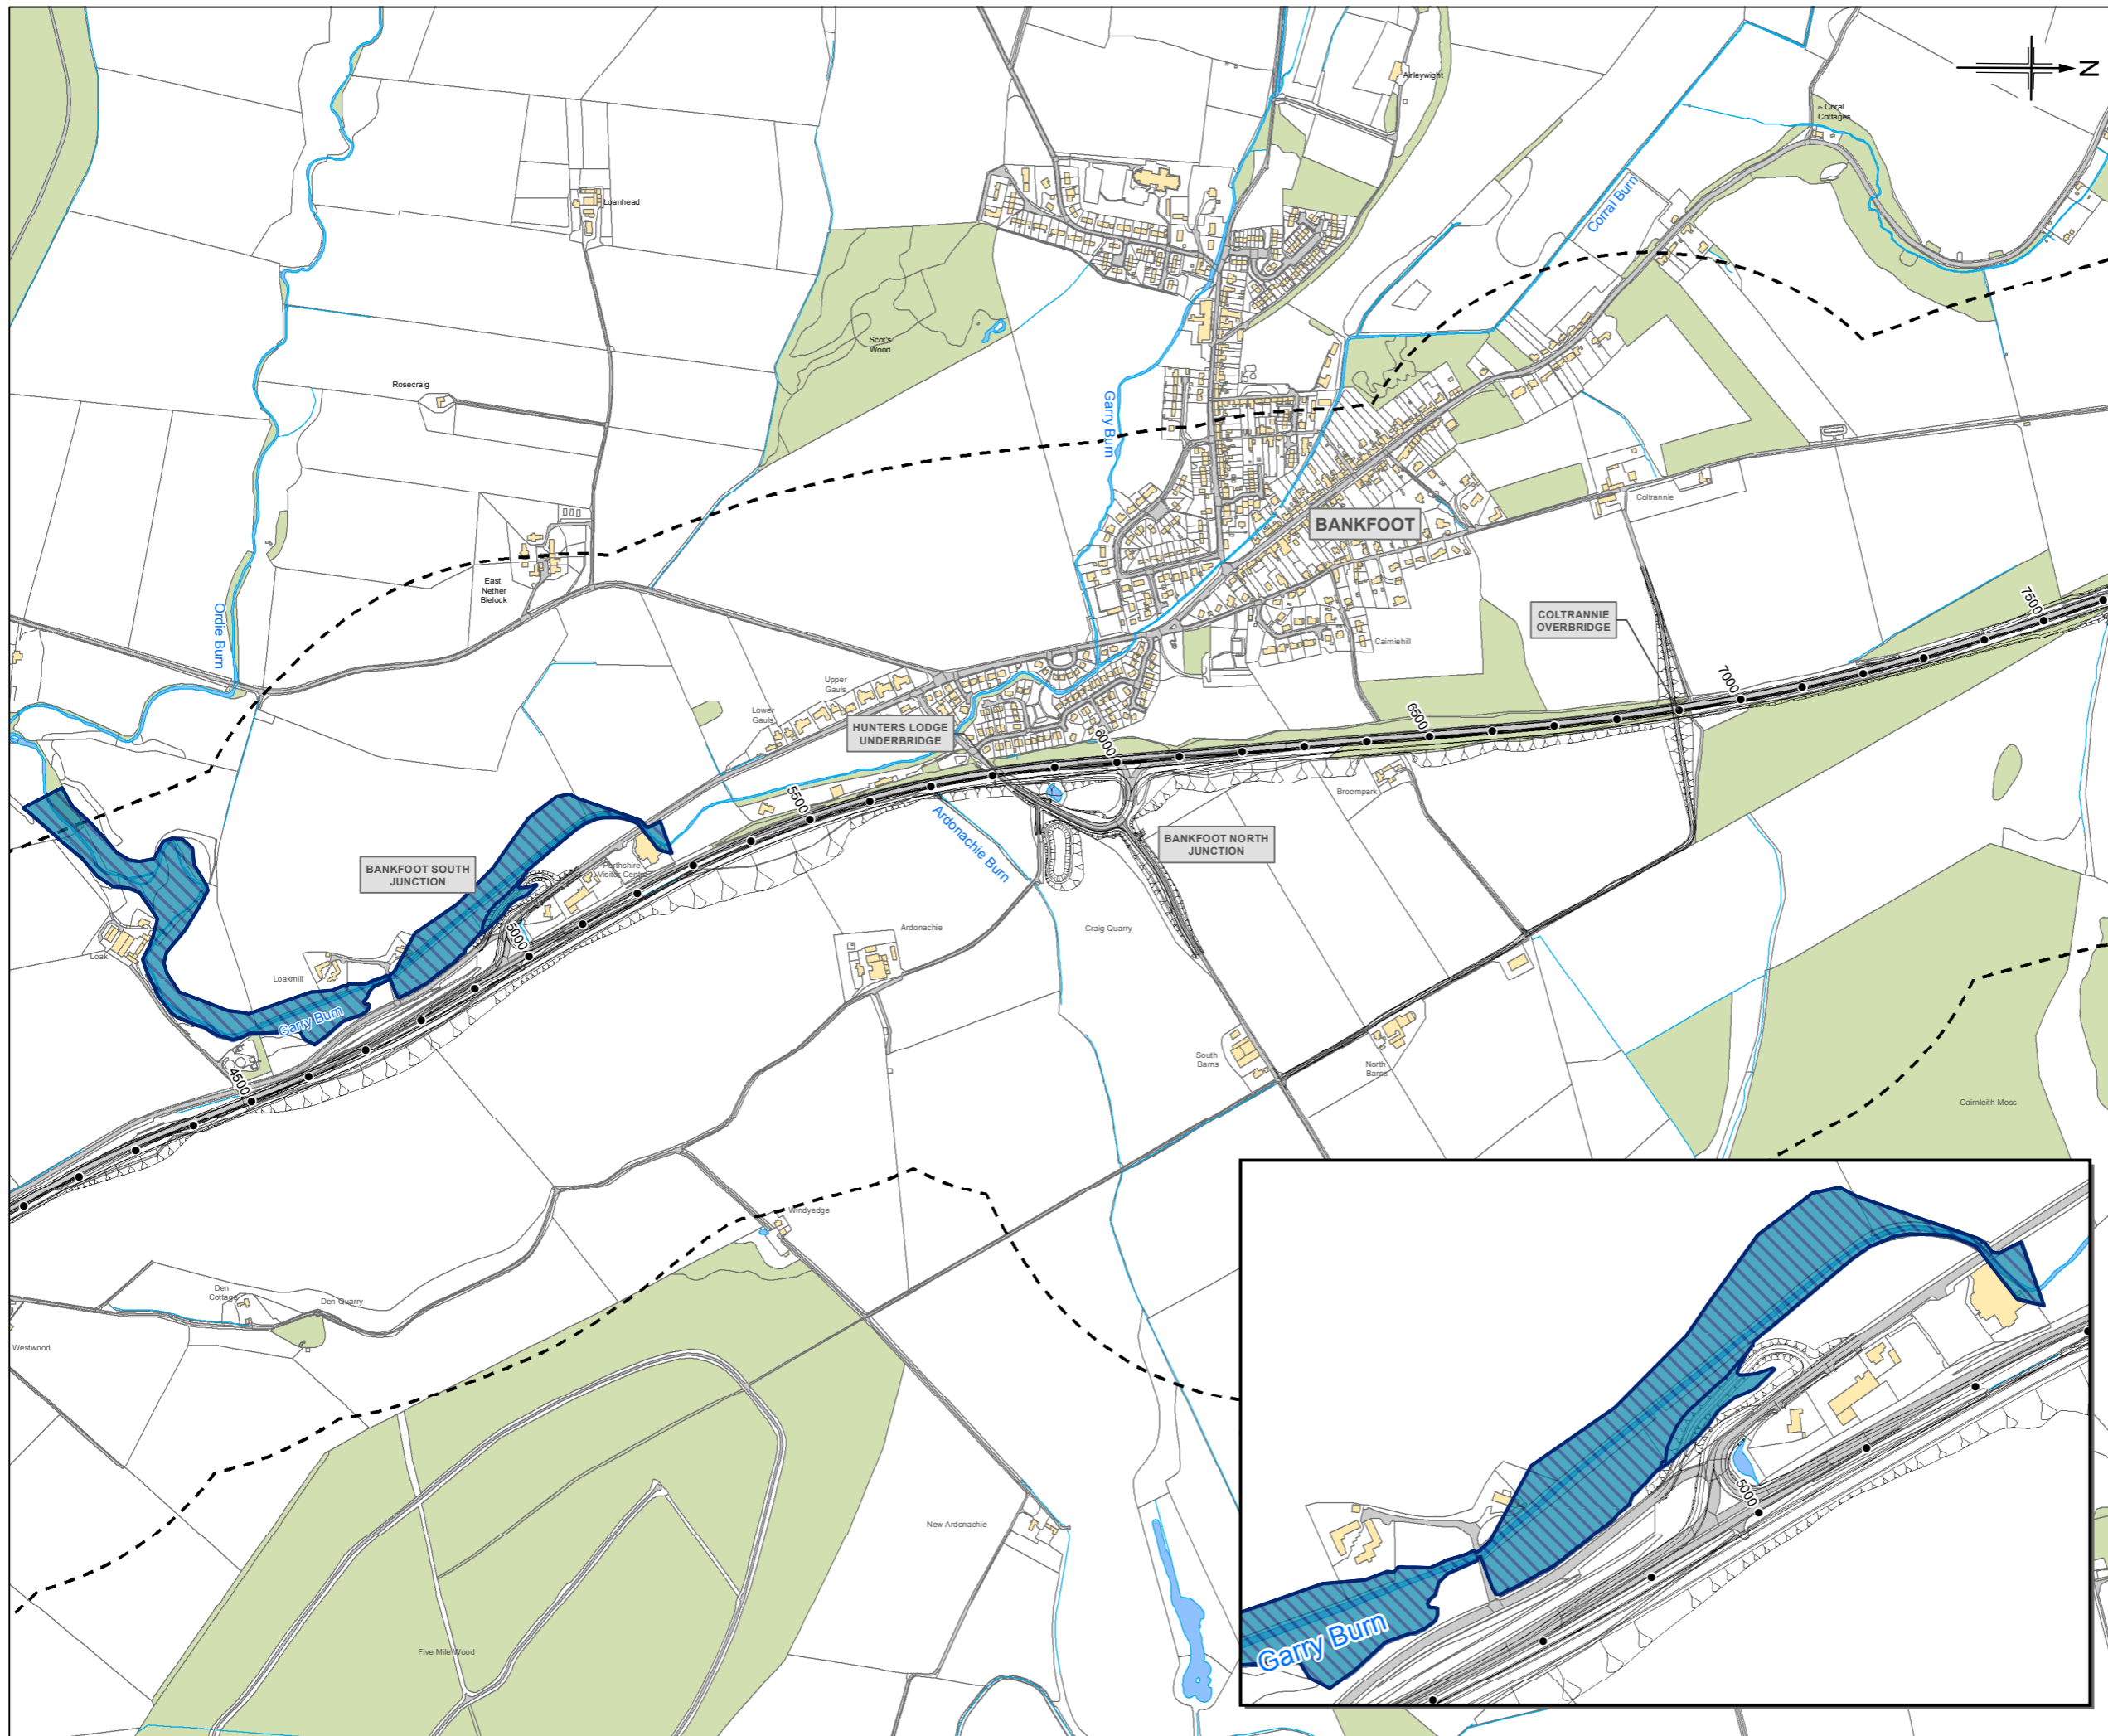 N
Airleywight
Coral
Cottages
Loanhead
Corral Burn
Scot's
Wood
Rosecraig
Garry Burn
Coltrannie
BANKFOOT
East
Nether
Blelock
Ordie Burn
COLTRANNIE
OVERBRIDGE
7500
Cairniehill
Upper
Gauls
7000
Lower
Gauls
HUNTERS LODGE
UNDERBRIDGE
6500
6000
Broompark
5500
Ardonachie Burn
BANKFOOT NORTH
JUNCTION
BANKFOOT SOUTH
JUNCTION
Perthshire
Visitor Centre
Ardonachie
Craig Quarry
5000
Loak
Loakmill
Garry Burn
South
Barns
North
Barns
4500
Cairnleith Moss
Windyedge
Den
Cottage
Den Quarry
Westwood
New Ardonachie
5000
Five Mile Wood
Garry Burn